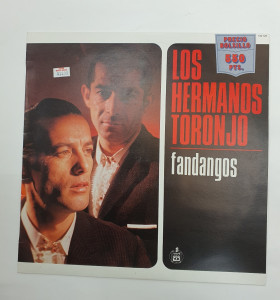 PRECIO
BOLSILLO
550
PTS.
LOS
HERMANOS
TORONJO
fandangos